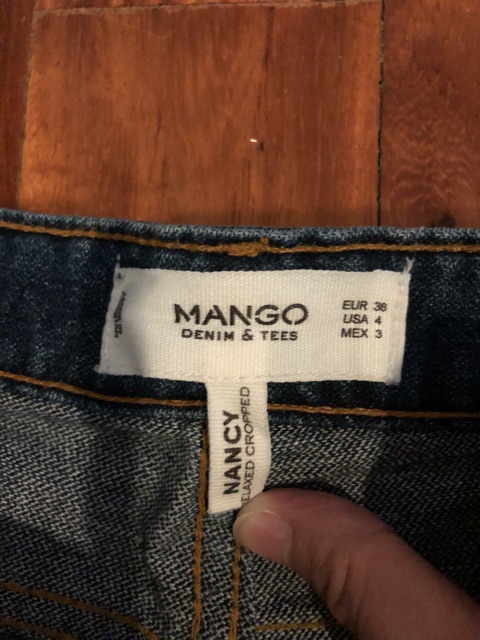 MANGO
DENIM & TEES
EUR 36
USA 4
MEX 3
NANCY
RELAXED CROPPED